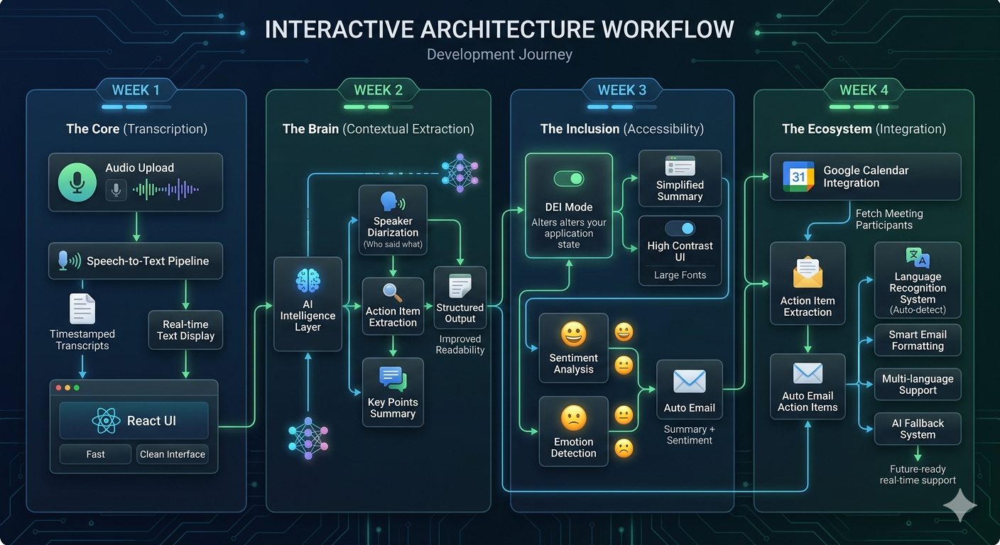 INTERACTIVE ARCHITECTURE WORKFLOW
Development Journey
WEEK 1
The Core (Transcription)
Audio Upload
Speech-to-Text Pipeline
Timestamped
Transcripts
Real-time
Text Display
React UI
Fast
Clean Interface
WEEK 2
The Brain (Contextual Extraction)
AI
Intelligence
Layer
Speaker
Diarization
(Who said what)
Action Item
Extraction
Key Points
Summary
Structured
Output
Improved
Readability
WEEK 3
The Inclusion (Accessibility)
DEI Mode
Alters alters your
application
state
Simplified
Summary
High Contrast
UI
Large Fonts
Sentiment
Analysis
Emotion
Detection
Auto Email
Summary +
Sentiment
WEEK 4
The Ecosystem (Integration)
31
Google Calendar
Integration
Fetch Meeting
Participants
Action Item
Extraction
Auto Email
Action Items
文
A
Language
Recognition
System
(Auto-detect)
Smart Email
Formatting
Multi-language
Support
AI Fallback
System
Future-ready
real-time support